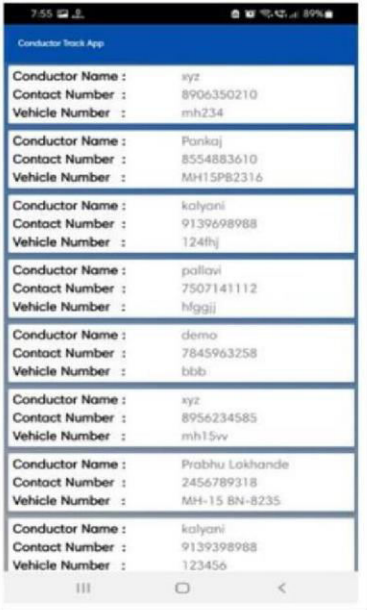 7:55 89%
Conductor Track App
Conductor Name : xyz
Contact Number : 8906350210
Vehicle Number : mh234
Conductor Name : Pankaj
Contact Number : 8554883610
Vehicle Number : MH15PB2316
Conductor Name : kalyani
Contact Number : 9139698988
Vehicle Number : 124fhj
Conductor Name : pallavi
Contact Number : 7507141112
Vehicle Number : hfggjj
Conductor Name : demo
Contact Number : 7845963258
Vehicle Number : bbb
Conductor Name : xyz
Contact Number : 8956234585
Vehicle Number : mh15vv
Conductor Name : Prabhu Lokhande
Contact Number : 2456789318
Vehicle Number : MH-15 BN-8235
Conductor Name : kalyani
Contact Number : 9139398988
Vehicle Number : 123456